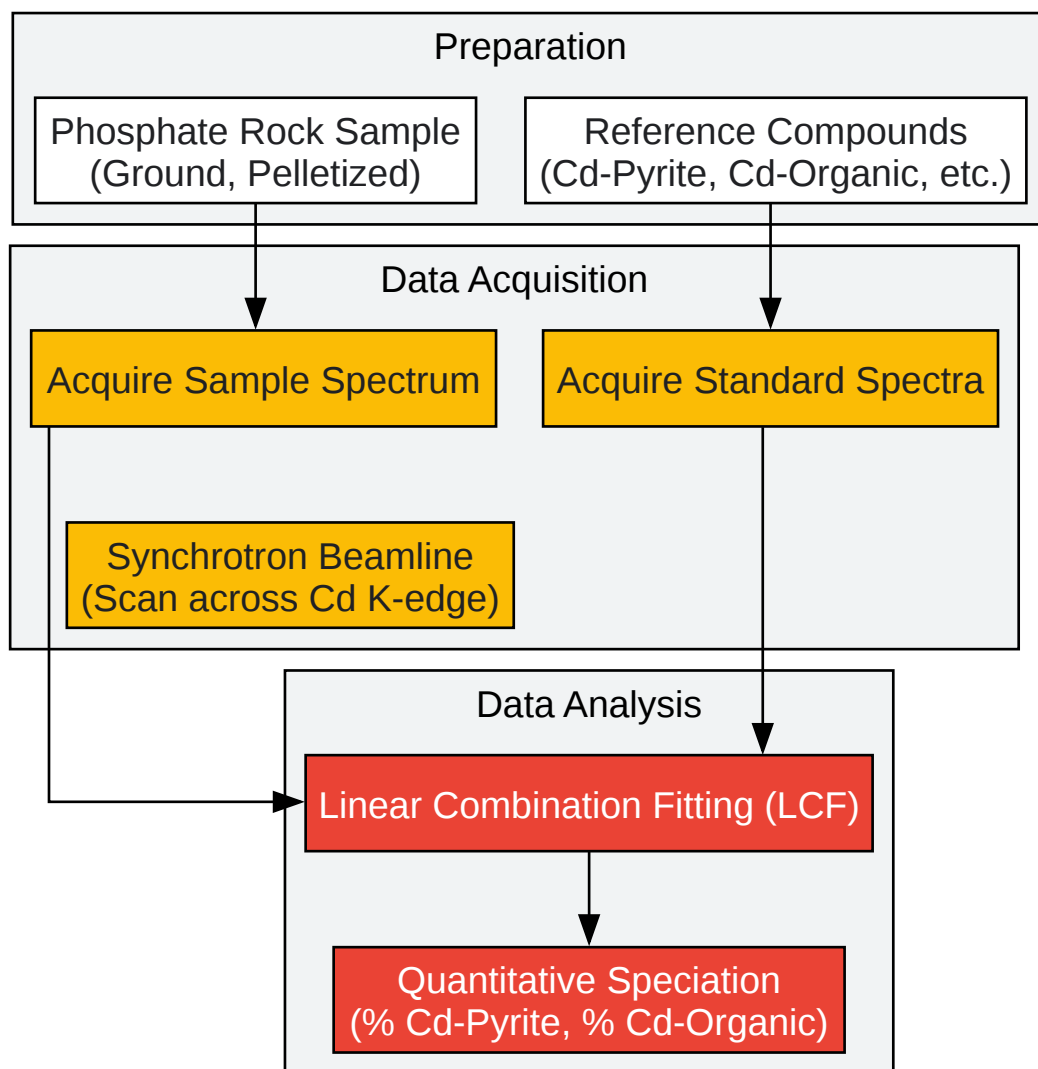 Preparation
Phosphate Rock Sample
(Ground, Pelletized)
Reference Compounds
(Cd-Pyrite, Cd-Organic, etc.)
Data Acquisition
Acquire Sample Spectrum
Acquire Standard Spectra
Synchrotron Beamline
(Scan across Cd K-edge)
Data Analysis
Linear Combination Fitting (LCF)
Quantitative Speciation
(% Cd-Pyrite, % Cd-Organic)